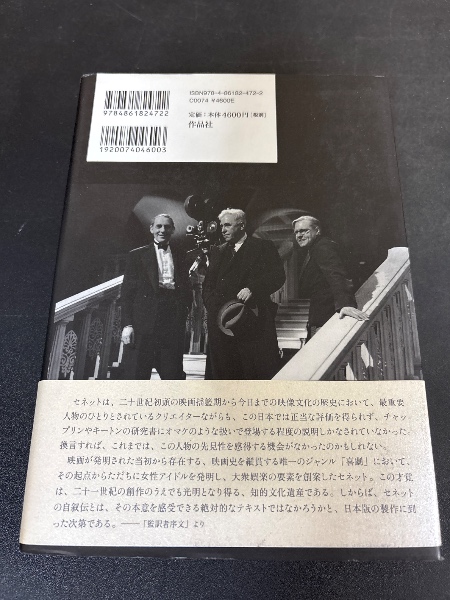 ISBN978-4-86182-472-2
C0074 ¥4600E
定価:本体4600円[税別]
作品社
9784861824722
1920074046003
セネットは、二十世紀初頭の映画揺籃期から今日までの映像文化の歴史において、最重要
人物のひとりとされているクリエイターながらも、この日本では正当な評価を得られず、チャッ
プリンやキートンの研究書にオマケのような扱いで登場する程度の説明しかなされていなかった。
換言すれば、これまでは、この人物の先見性を感得する機会がなかったのかもしれない。
映画が発明された当初から存在する、映画史を縦貫する唯一のジャンル「喜劇」において、
その起点からただちに女性アイドルを発明し、大衆娯楽の要素を創案したセネット。この才覚
は、二十一世紀の創作のうえでも光明となり得る、知的文化遺産である。しからば、セネット
の自叙伝とは、その本意を感受できる絶対的なテキストではなかろうかと、日本版の製作に到
った次第である。——「監訳者序文」より